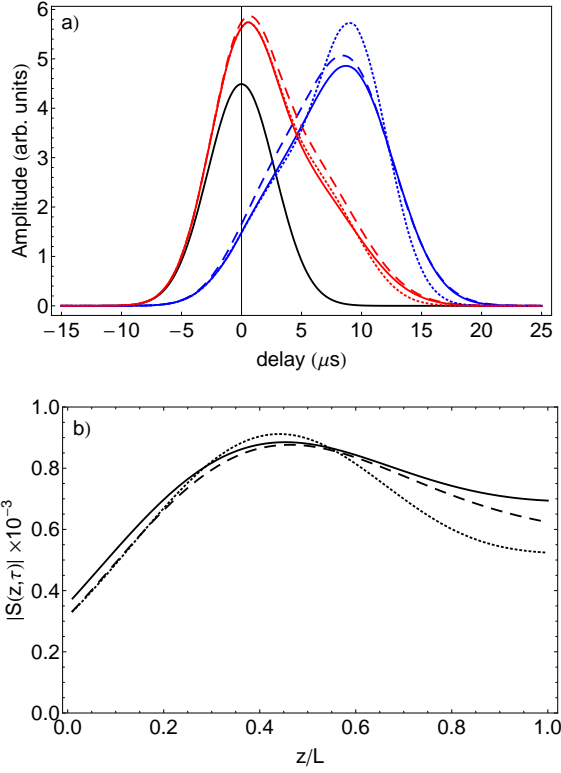 a)
Amplitude (arb. units)
6
5
4
3
2
1
0
−15 −10 −5 0 5 10 15 20 25
delay (μs)
b)
|S(z,τ)| ×10⁻³
1.0
0.8
0.6
0.4
0.2
0.0
0.0 0.2 0.4 0.6 0.8 1.0
z/L